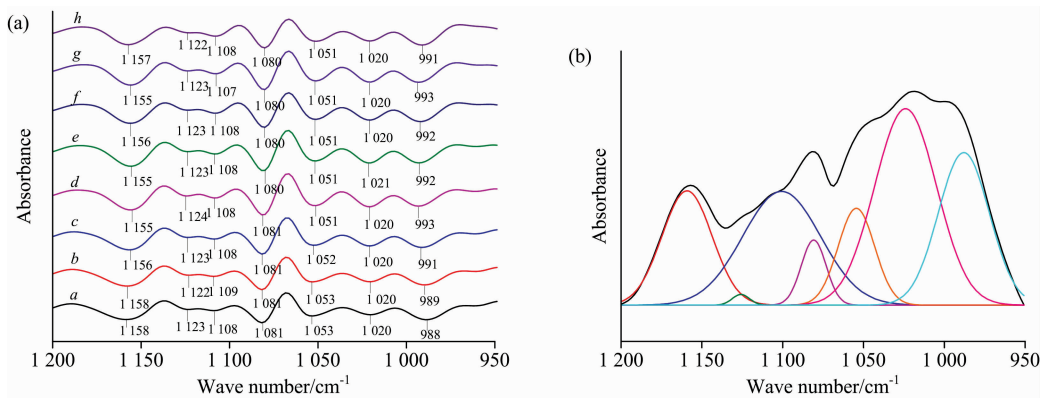 (a)
h
1 157 1 122 1 108 1 080 1 051 1 020 991
g
1 155 1 123 1 107 1 080 1 051 1 020 993
f
1 156 1 123 1 108 1 080 1 051 1 020 992
e
1 155 1 123 1 108 1 080 1 051 1 021 992
d
1 155 1 124 1 108 1 081 1 051 1 020 993
c
1 156 1 123 1 108 1 081 1 052 1 020 991
b
1 158 1 122 1 109 1 081 1 053 1 020 989
a
1 158 1 123 1 108 1 081 1 053 1 020 988
Absorbance
1 200 1 150 1 100 1 050 1 000 950
Wave number/cm-1
(b)
Absorbance
1 200 1 150 1 100 1 050 1 000 950
Wave number/cm-1